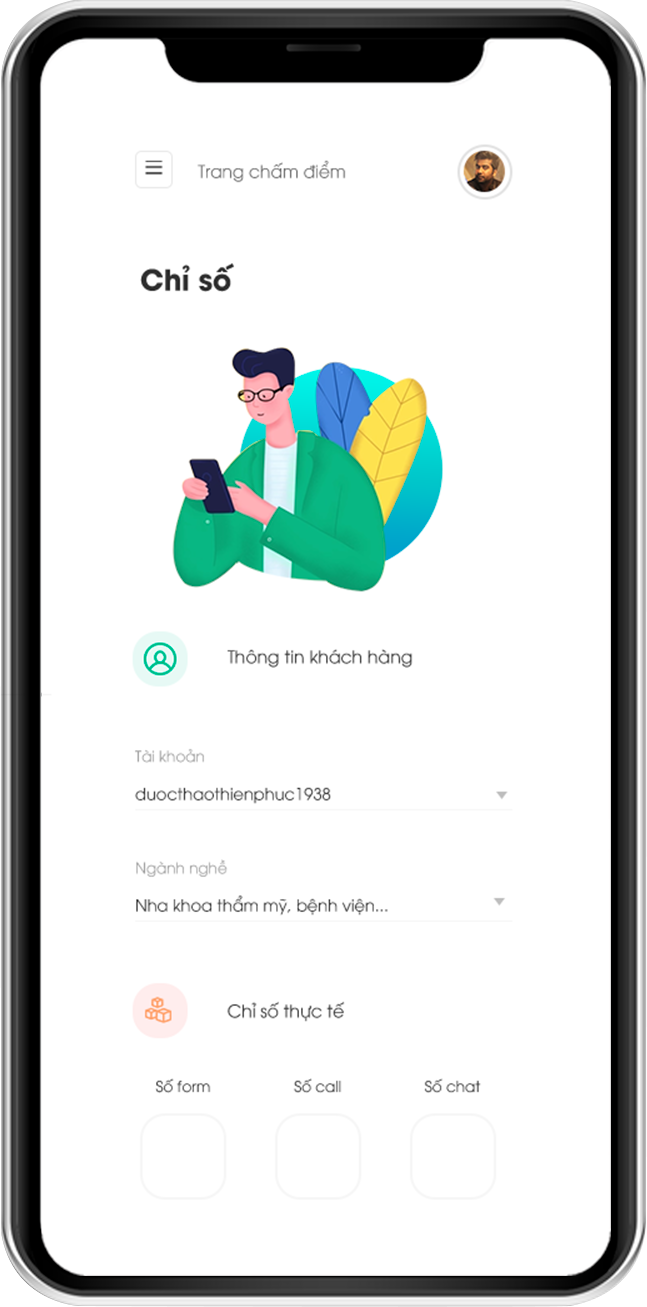 Trang chấm điểm
Chỉ số
Thông tin khách hàng
Tài khoản
duocthaothienphuc1938
Ngành nghề
Nha khoa thẩm mỹ, bệnh viện...
Chỉ số thực tế
Số form Số call Số chat